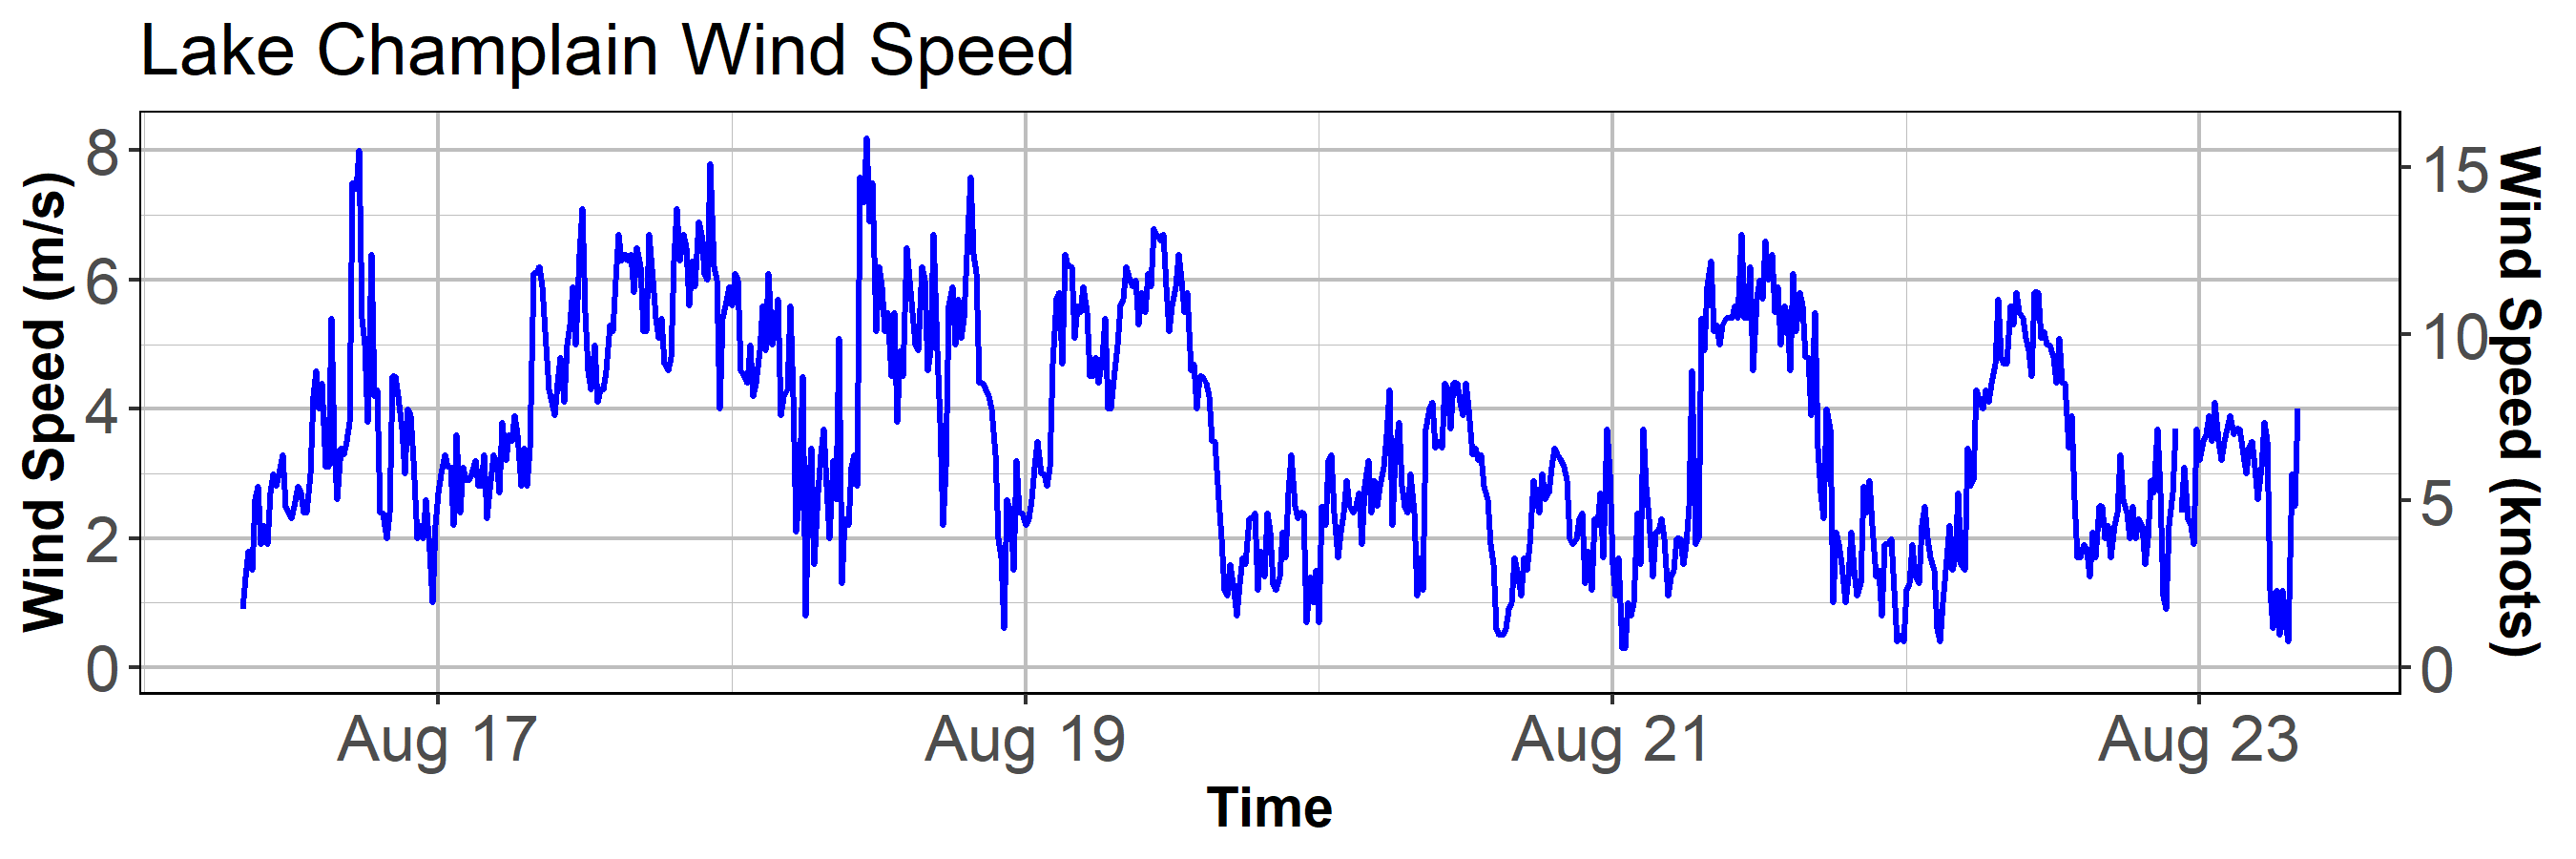 Lake Champlain Wind Speed
Wind Speed (m/s)
8
6
4
2
0
15
10
5
0
Wind Speed (knots)
Aug 17
Aug 19
Aug 21
Aug 23
Time